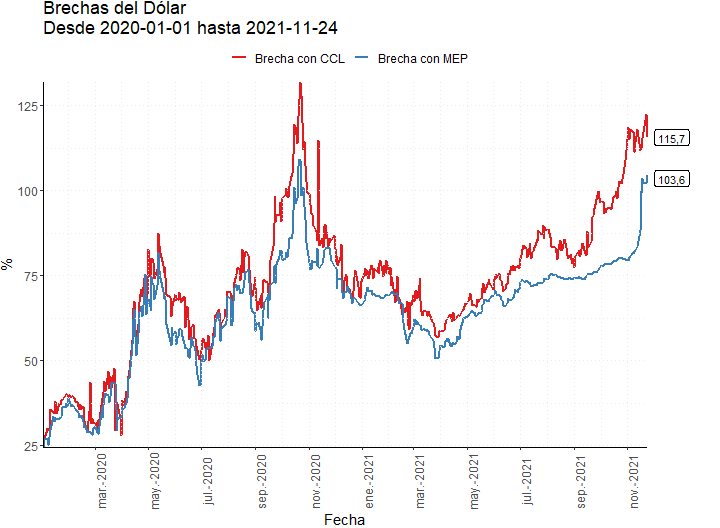 Brechas del Dólar
Desde 2020-01-01 hasta 2021-11-24
Brecha con CCL Brecha con MEP
%
125
100
75
50
25
115,7
103,6
mar.-2020 may.-2020 jul.-2020 sep.-2020 nov.-2020 ene.-2021 mar.-2021 may.-2021 jul.-2021 sep.-2021 nov.-2021
Fecha